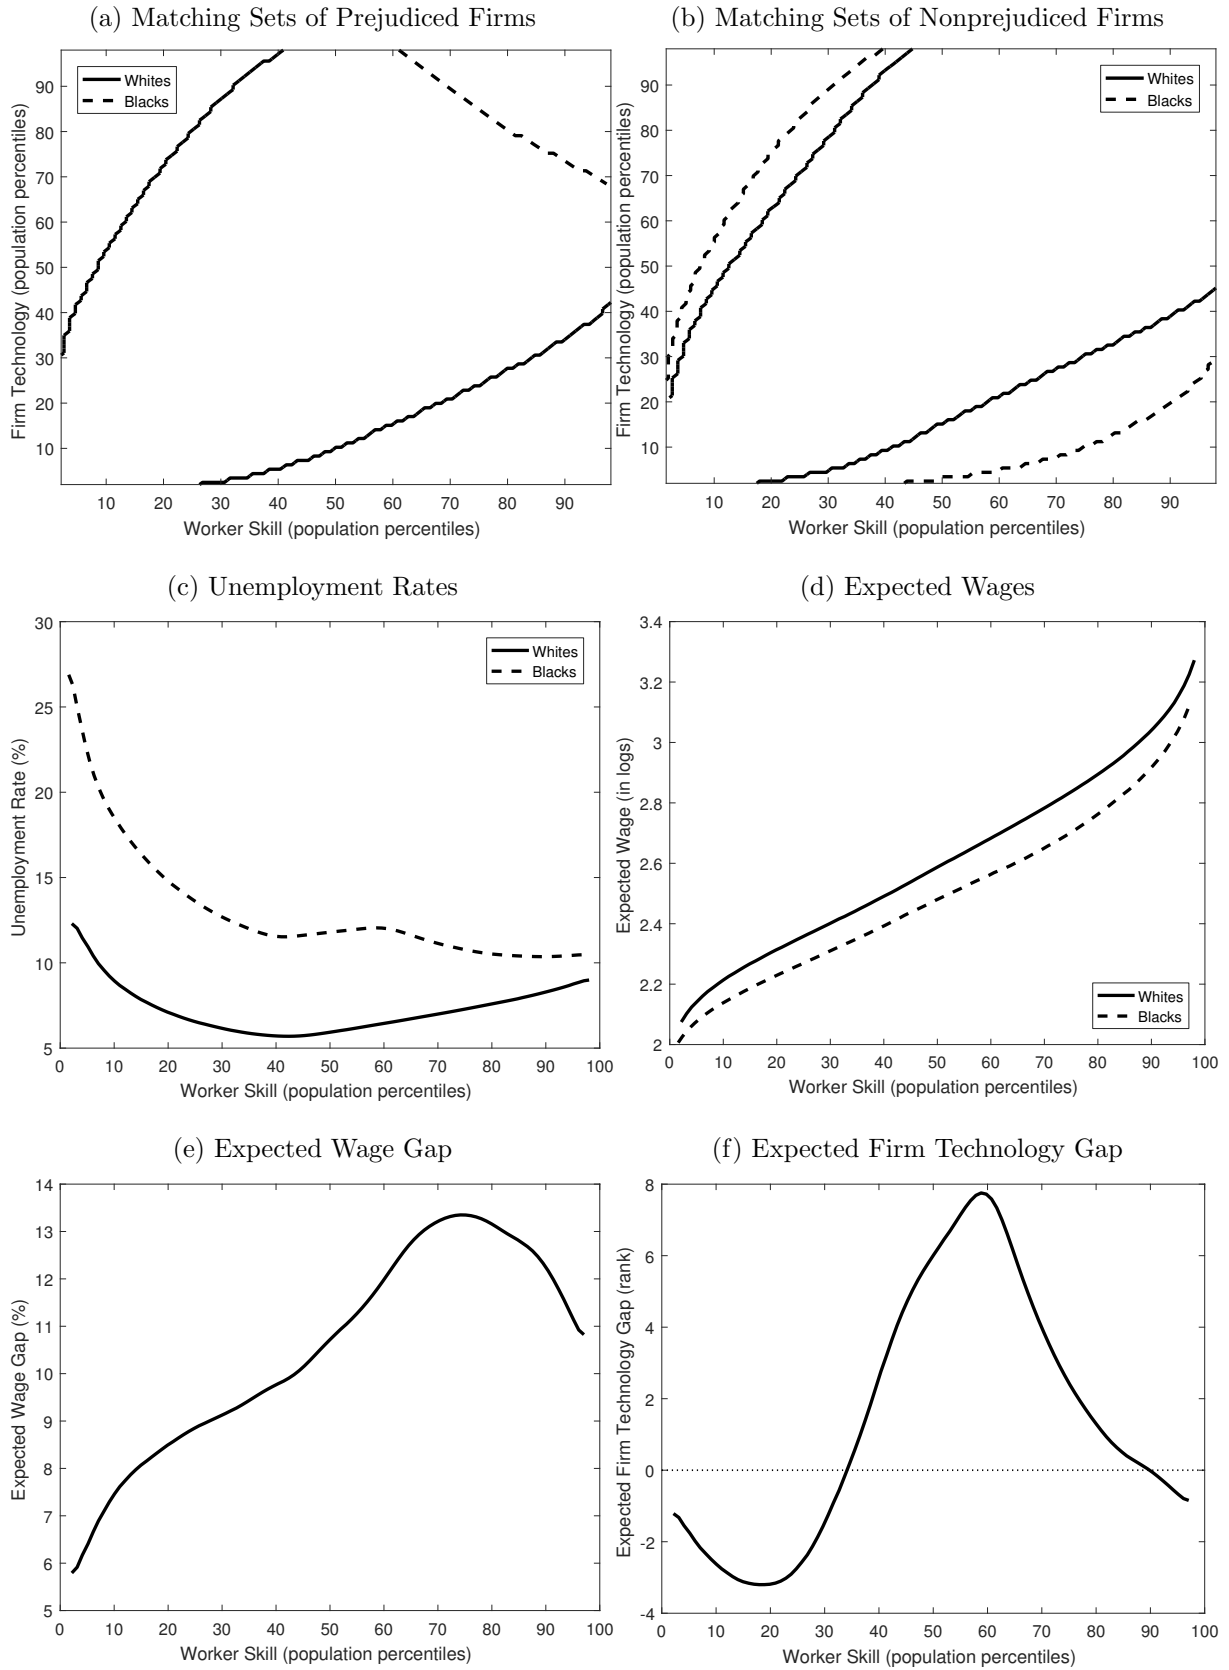 (a) Matching Sets of Prejudiced Firms
Whites
Blacks
Firm Technology (population percentiles)
90
80
70
60
50
40
30
20
10
10 20 30 40 50 60 70 80 90
Worker Skill (population percentiles)
(b) Matching Sets of Nonprejudiced Firms
Whites
Blacks
Firm Technology (population percentiles)
90
80
70
60
50
40
30
20
10
10 20 30 40 50 60 70 80 90
Worker Skill (population percentiles)
(c) Unemployment Rates
Whites
Blacks
Unemployment Rate (%)
30
25
20
15
10
5
0 10 20 30 40 50 60 70 80 90 100
Worker Skill (population percentiles)
(d) Expected Wages
Whites
Blacks
Expected Wage (in logs)
3.4
3.2
3
2.8
2.6
2.4
2.2
2
0 10 20 30 40 50 60 70 80 90 100
Worker Skill (population percentiles)
(e) Expected Wage Gap
Expected Wage Gap (%)
14
13
12
11
10
9
8
7
6
5
0 10 20 30 40 50 60 70 80 90 100
Worker Skill (population percentiles)
(f) Expected Firm Technology Gap
Expected Firm Technology Gap (rank)
8
6
4
2
0
-2
-4
0 10 20 30 40 50 60 70 80 90 100
Worker Skill (population percentiles)